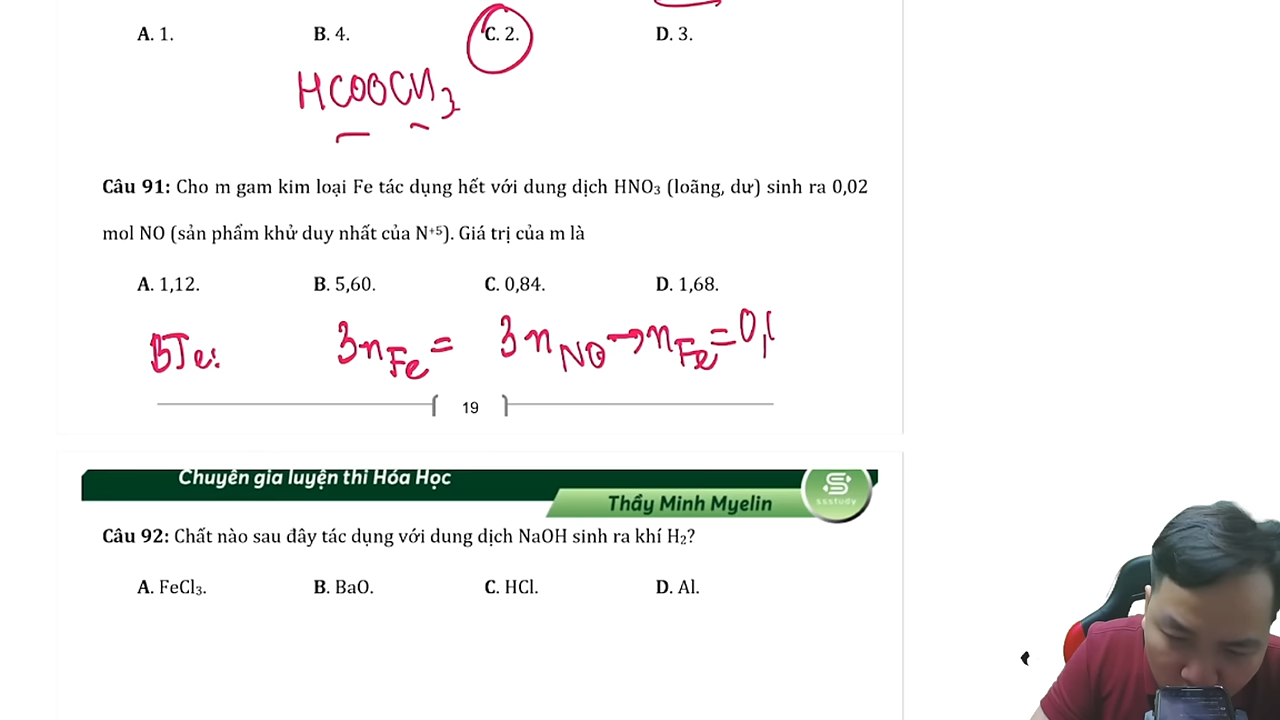 A. 1. B. 4. C. 2. D. 3.
HCOOCH3
Câu 91: Cho m gam kim loại Fe tác dụng hết với dung dịch HNO₃ (loãng, dư) sinh ra 0,02
mol NO (sản phẩm khử duy nhất của N⁺⁵). Giá trị của m là
A. 1,12. B. 5,60. C. 0,84. D. 1,68.
BTe: 3nFe = 3nNO → nFe = 0,
19
Chuyên gia luyện thi Hóa Học
Thầy Minh Myelin
ssstudy
Câu 92: Chất nào sau đây tác dụng với dung dịch NaOH sinh ra khí H₂?
A. FeCl₃. B. BaO. C. HCl. D. Al.